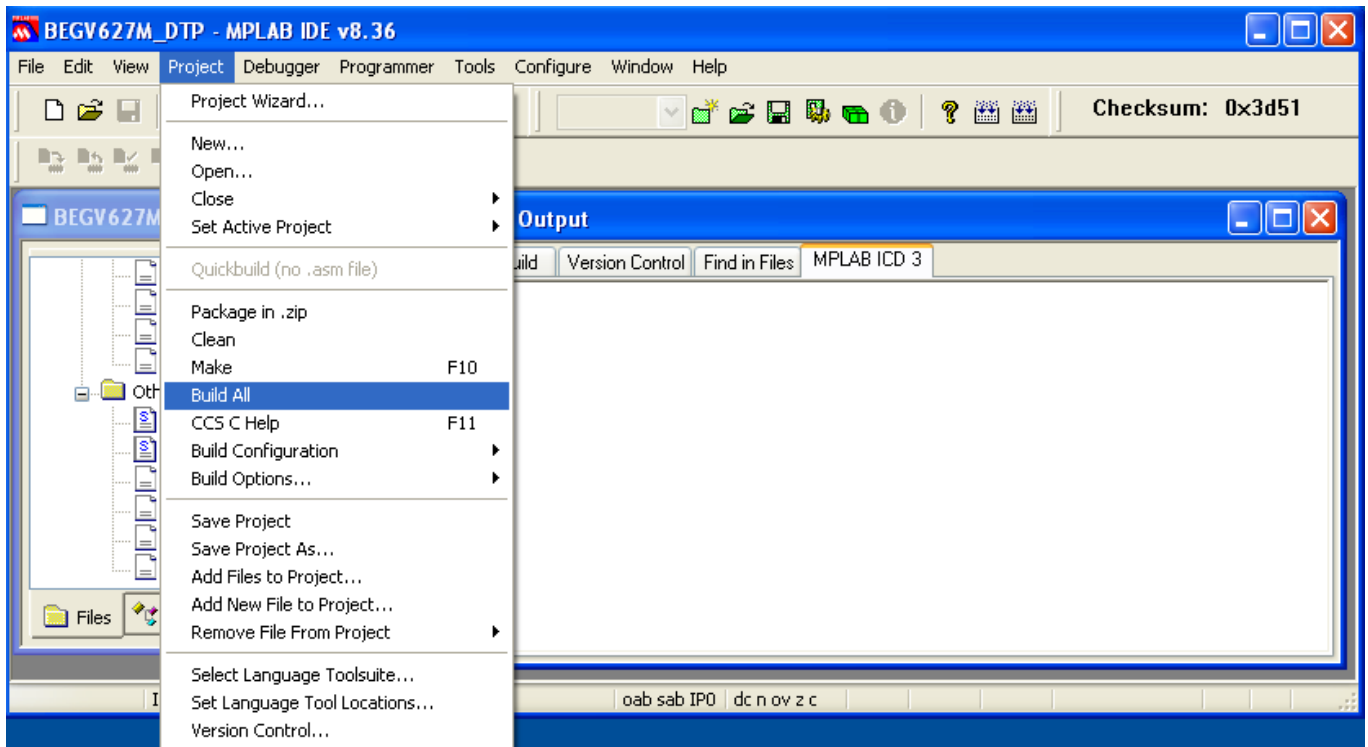 BEGV627M_DTP - MPLAB IDE v8.36
File Edit View Project Debugger Programmer Tools Configure Window Help
Checksum: 0x3d51
Project Wizard...
New...
Open...
Close
Set Active Project
Quickbuild (no .asm file)
Package in .zip
Clean
Make F10
Build All
CCS C Help F11
Build Configuration
Build Options...
Save Project
Save Project As...
Add Files to Project...
Add New File to Project...
Remove File From Project
Select Language Toolsuite...
Set Language Tool Locations...
Version Control...
BEGV627M
Oth
Files
Output
uild Version Control Find in Files MPLAB ICD 3
I
oab sab IP0 dc n ov z c